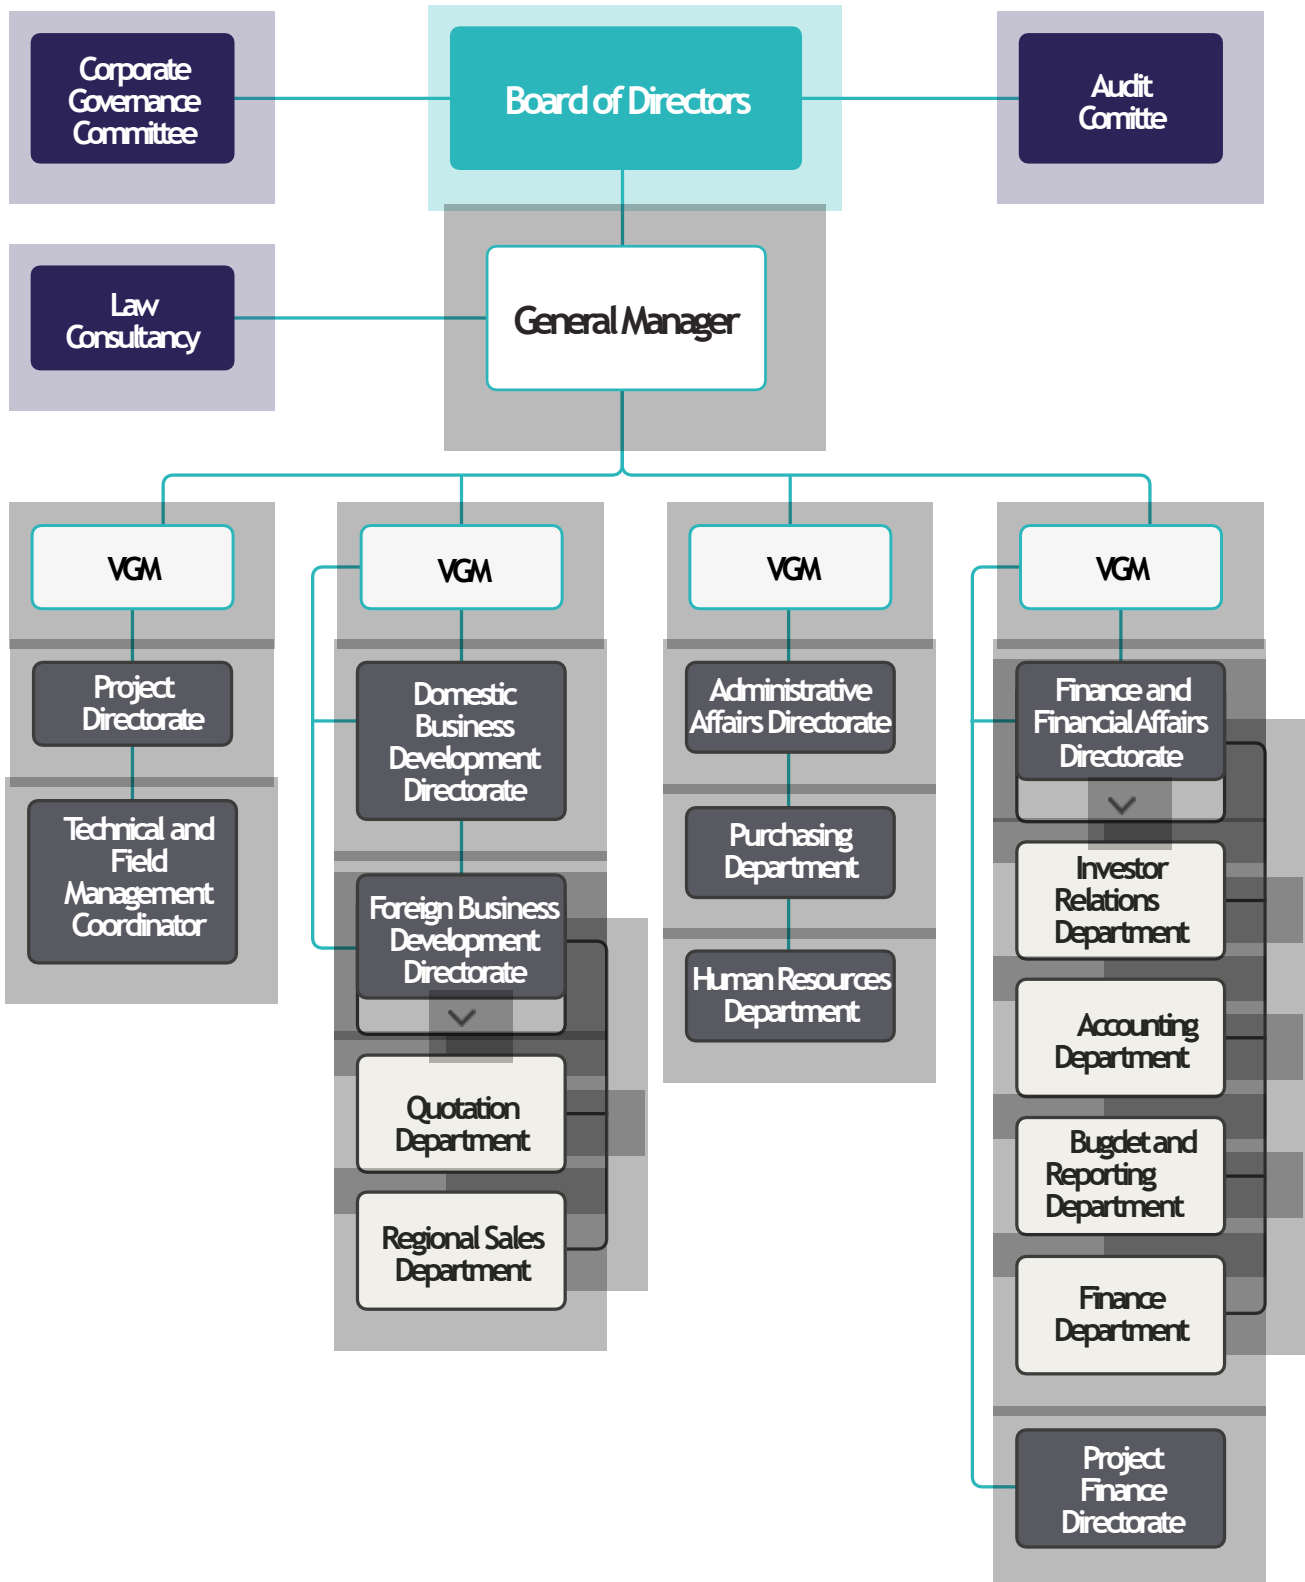 Corporate
Governance
Committee
Board of Directors
Audit
Comitte
Law
Consultancy
General Manager
VGM
VGM
VGM
VGM
Project
Directorate
Technical and
Field
Management
Coordinator
Domestic
Business
Development
Directorate
Foreign Business
Development
Directorate
Quotation
Department
Regional Sales
Department
Administrative
Affairs Directorate
Purchasing
Department
Human Resources
Department
Finance and
Financial Affairs
Directorate
Investor
Relations
Department
Accounting
Department
Bugdet and
Reporting
Department
Finance
Department
Project
Finance
Directorate